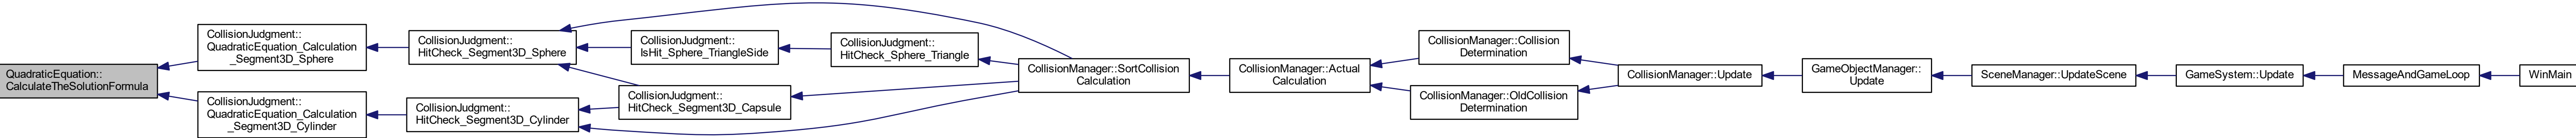 QuadraticEquation::
CalculateTheSolutionFormula
CollisionJudgment::
QuadraticEquation_Calculation
_Segment3D_Sphere
CollisionJudgment::
QuadraticEquation_Calculation
_Segment3D_Cylinder
CollisionJudgment::
HitCheck_Segment3D_Sphere
CollisionJudgment::
HitCheck_Segment3D_Cylinder
CollisionJudgment::
IsHit_Sphere_TriangleSide
CollisionJudgment::
HitCheck_Segment3D_Capsule
CollisionJudgment::
HitCheck_Sphere_Triangle
CollisionManager::SortCollision
Calculation
CollisionManager::Actual
Calculation
CollisionManager::Collision
Determination
CollisionManager::OldCollision
Determination
CollisionManager::Update
GameObjectManager::
Update
SceneManager::UpdateScene
GameSystem::Update
MessageAndGameLoop
WinMain